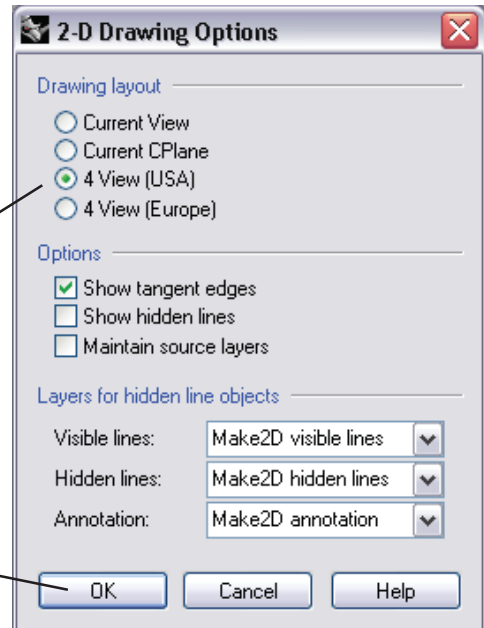 2-D Drawing Options
Drawing layout
Current View
Current CPlane
4 View (USA)
4 View (Europe)
Options
Show tangent edges
Show hidden lines
Maintain source layers
Layers for hidden line objects
Visible lines: Make2D visible lines
Hidden lines: Make2D hidden lines
Annotation: Make2D annotation
OK Cancel Help